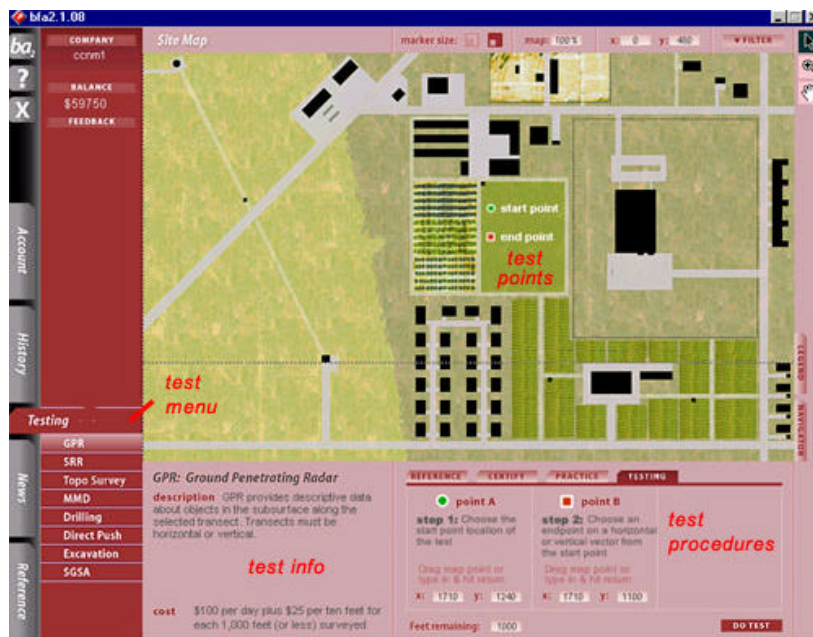 bfa2.1.08
ba2
?
X
COMPANY
ccnmt
BALANCE
$59750
FEEDBACK
Site Map
marker size:
map: 100%
x: 0 y: 480
▼ FILTER
start point
end point
test points
LEGEND
NAVIGATOR
Account
History
Testing
News
Reference
test menu
GPR
SRR
Topo Survey
MMD
Drilling
Direct Push
Excavation
SGSA
GPR: Ground Penetrating Radar
description GPR provides descriptive data
about objects in the subsurface along the
selected transect. Transects must be
horizontal or vertical.
test info
cost $100 per day plus $25 per ten feet for
each 1,000 feet (or less) surveyed
REFERENCE
CERTIFY
PRACTICE
TESTING
point A
step 1: Choose the
start point location of
the test
Drag map point or
type in & hit return
x: 1710 y: 1240
point B
step 2: Choose an
endpoint on a horizontal
or vertical vector from
the start point
Drag map point or
type in & hit return
x: 1710 y: 1100
test procedures
Feet remaining: 1000
DO TEST